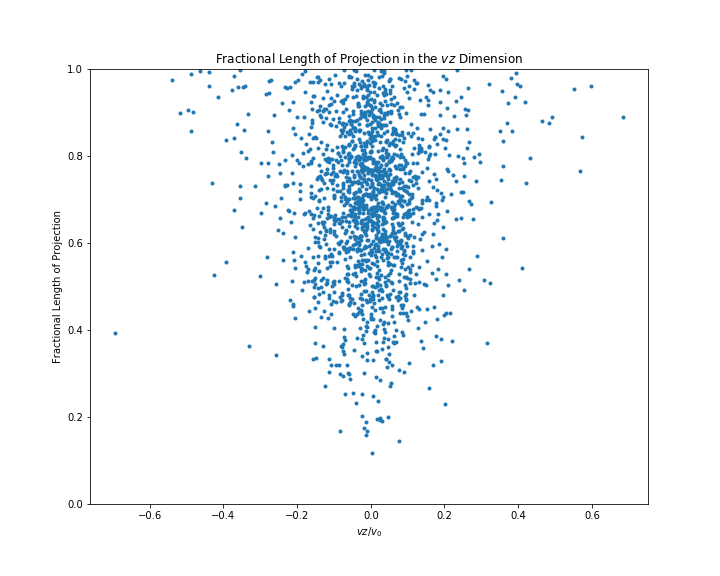 Fractional Length of Projection in the vz Dimension
1.0
0.8
0.6
0.4
0.2
0.0
Fractional Length of Projection
−0.6 −0.4 −0.2 0.0 0.2 0.4 0.6
vz/v₀